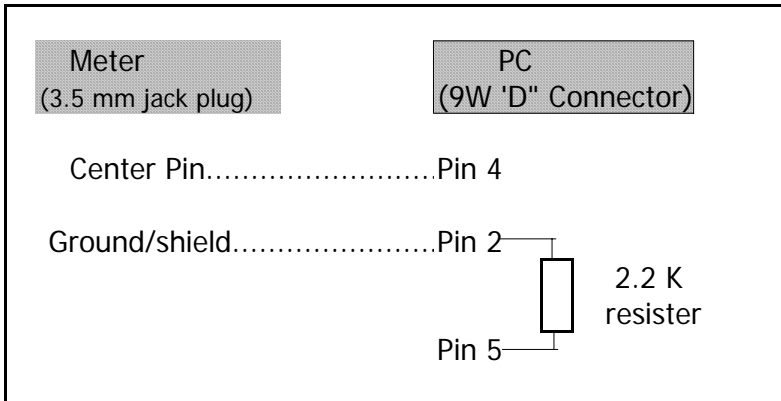 Meter
(3.5 mm jack plug)
PC
(9W 'D" Connector)
Center Pin..........................Pin 4
Ground/shield.......................Pin 2
2.2 K
resister
Pin 5